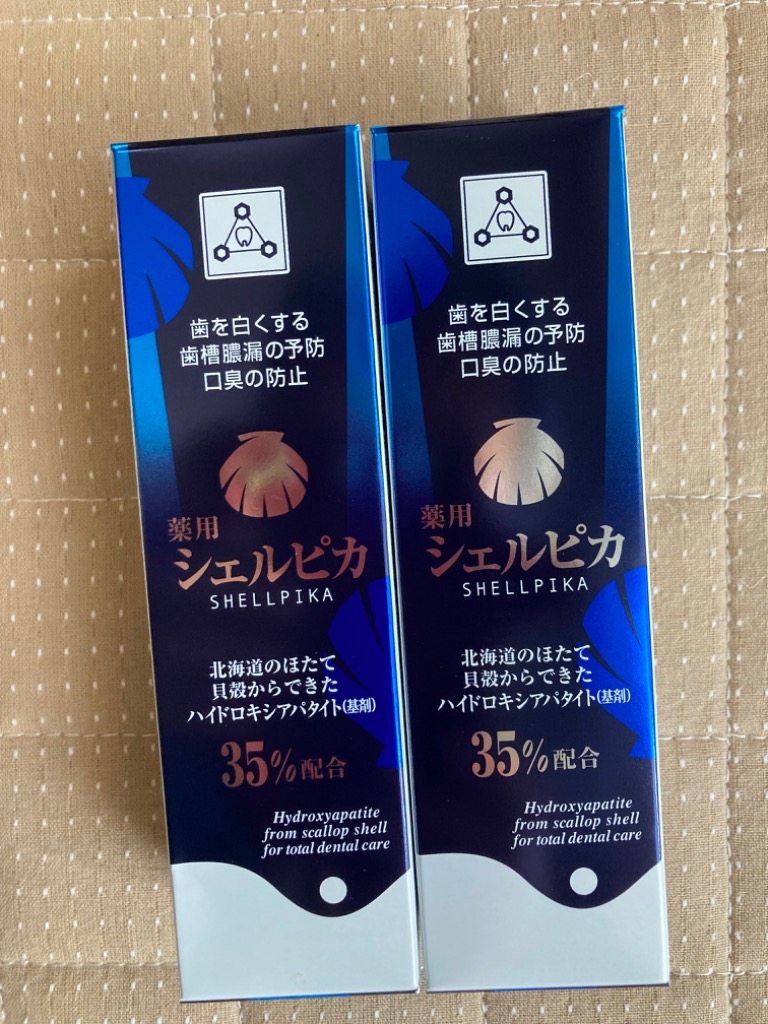 歯を白くする
歯槽膿漏の予防
口臭の防止
薬用
シェルピカ
SHELLPIKA
北海道のほたて
貝殻からできた
ハイドロキシアパタイト(基剤)
35%配合
Hydroxyapatite
from scallop shell
for total dental care
歯を白くする
歯槽膿漏の予防
口臭の防止
薬用
シェルピカ
SHELLPIKA
北海道のほたて
貝殻からできた
ハイドロキシアパタイト(基剤)
35%配合
Hydroxyapatite
from scallop shell
for total dental care